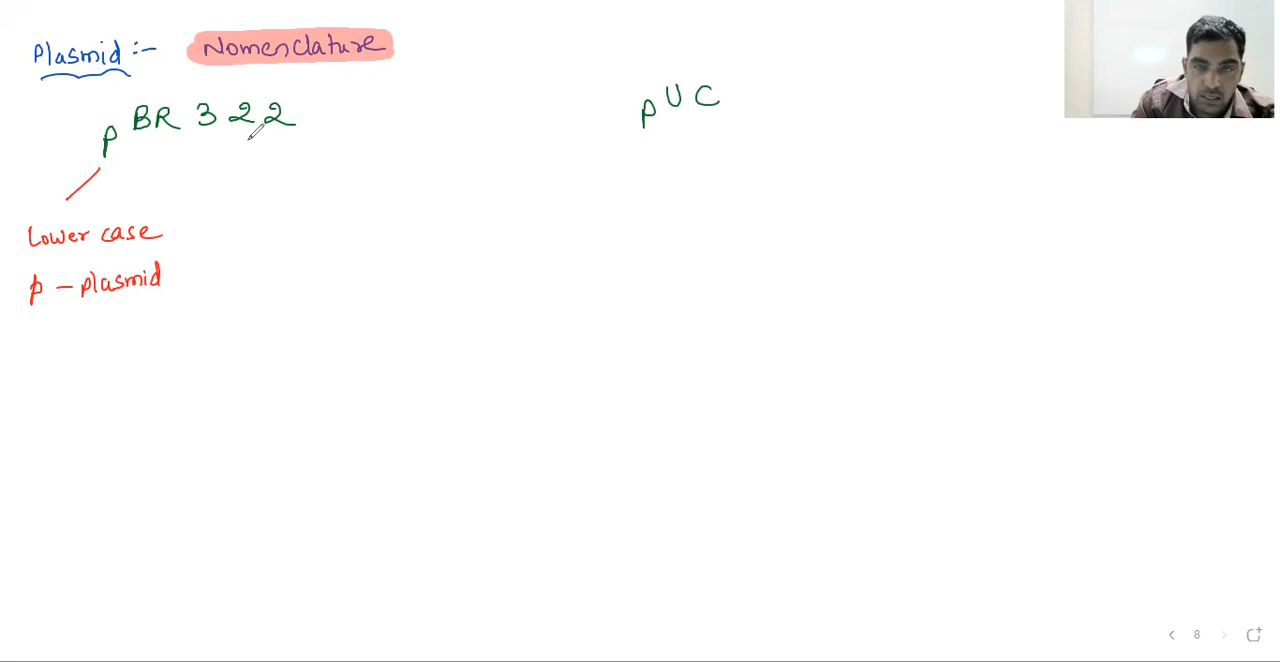 Plasmid :- Nomenclature
pBR 322
pUC
Lower case
p - plasmid
8